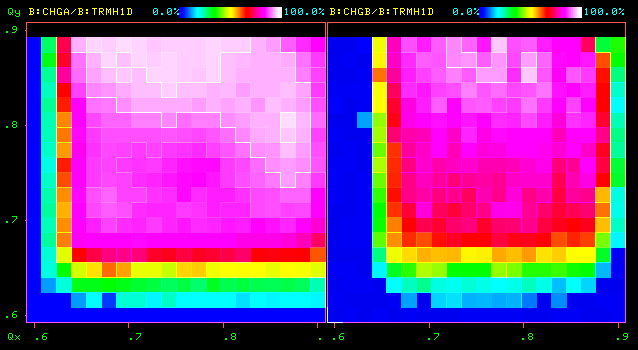 Qy B:CHGA/B:TRMH1D 0.0% 100.0% B:CHGB/B:TRMH1D 0.0% 100.0%
.9
.8
.7
.6
Qx .6 .7 .8 .6 .7 .8 .9